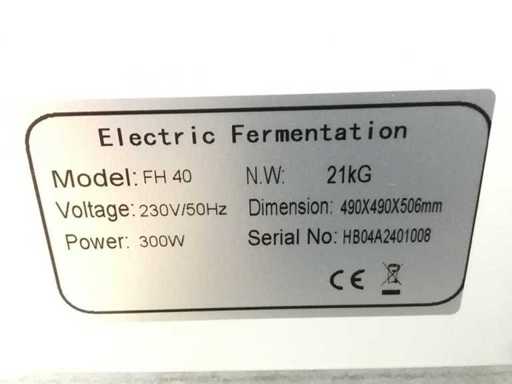 Electric Fermentation
Model: FH 40 N.W: 21kG
Voltage: 230V/50Hz Dimension: 490X490X506mm
Power: 300W Serial No: HB04A2401008
CE